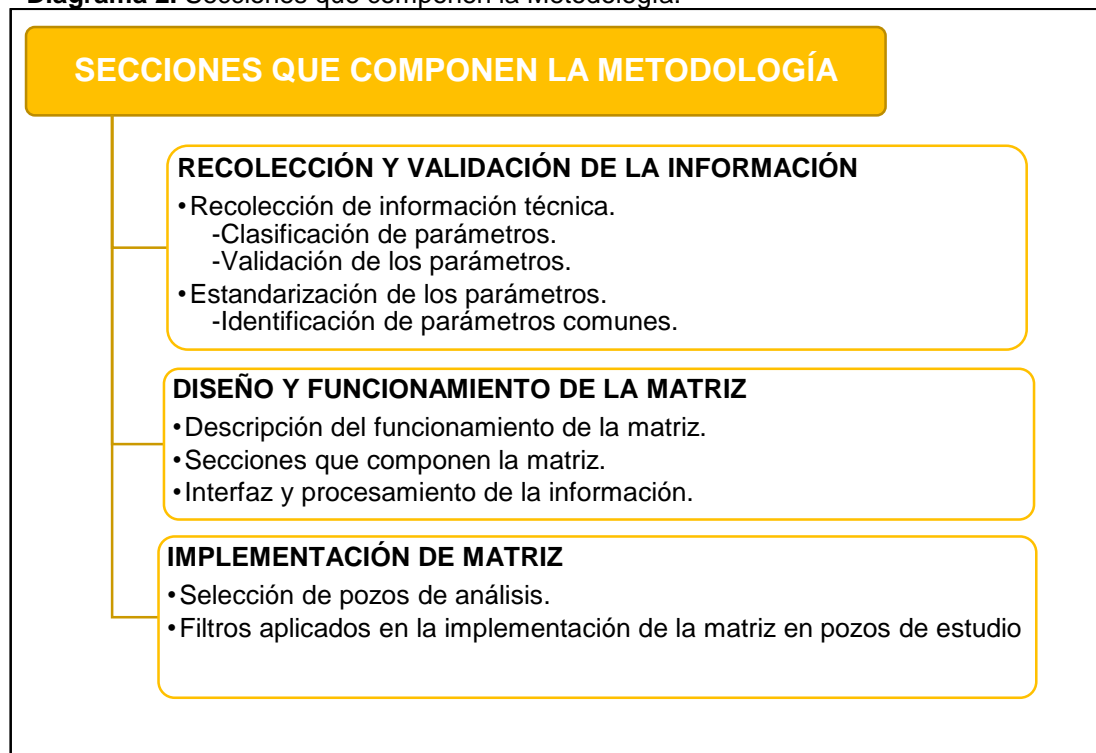 Diagrama 2. Secciones que componen la Metodología.
SECCIONES QUE COMPONEN LA METODOLOGÍA
RECOLECCIÓN Y VALIDACIÓN DE LA INFORMACIÓN
•Recolección de información técnica.
-Clasificación de parámetros.
-Validación de los parámetros.
•Estandarización de los parámetros.
-Identificación de parámetros comunes.
DISEÑO Y FUNCIONAMIENTO DE LA MATRIZ
•Descripción del funcionamiento de la matriz.
•Secciones que componen la matriz.
•Interfaz y procesamiento de la información.
IMPLEMENTACIÓN DE MATRIZ
•Selección de pozos de análisis.
•Filtros aplicados en la implementación de la matriz en pozos de estudio